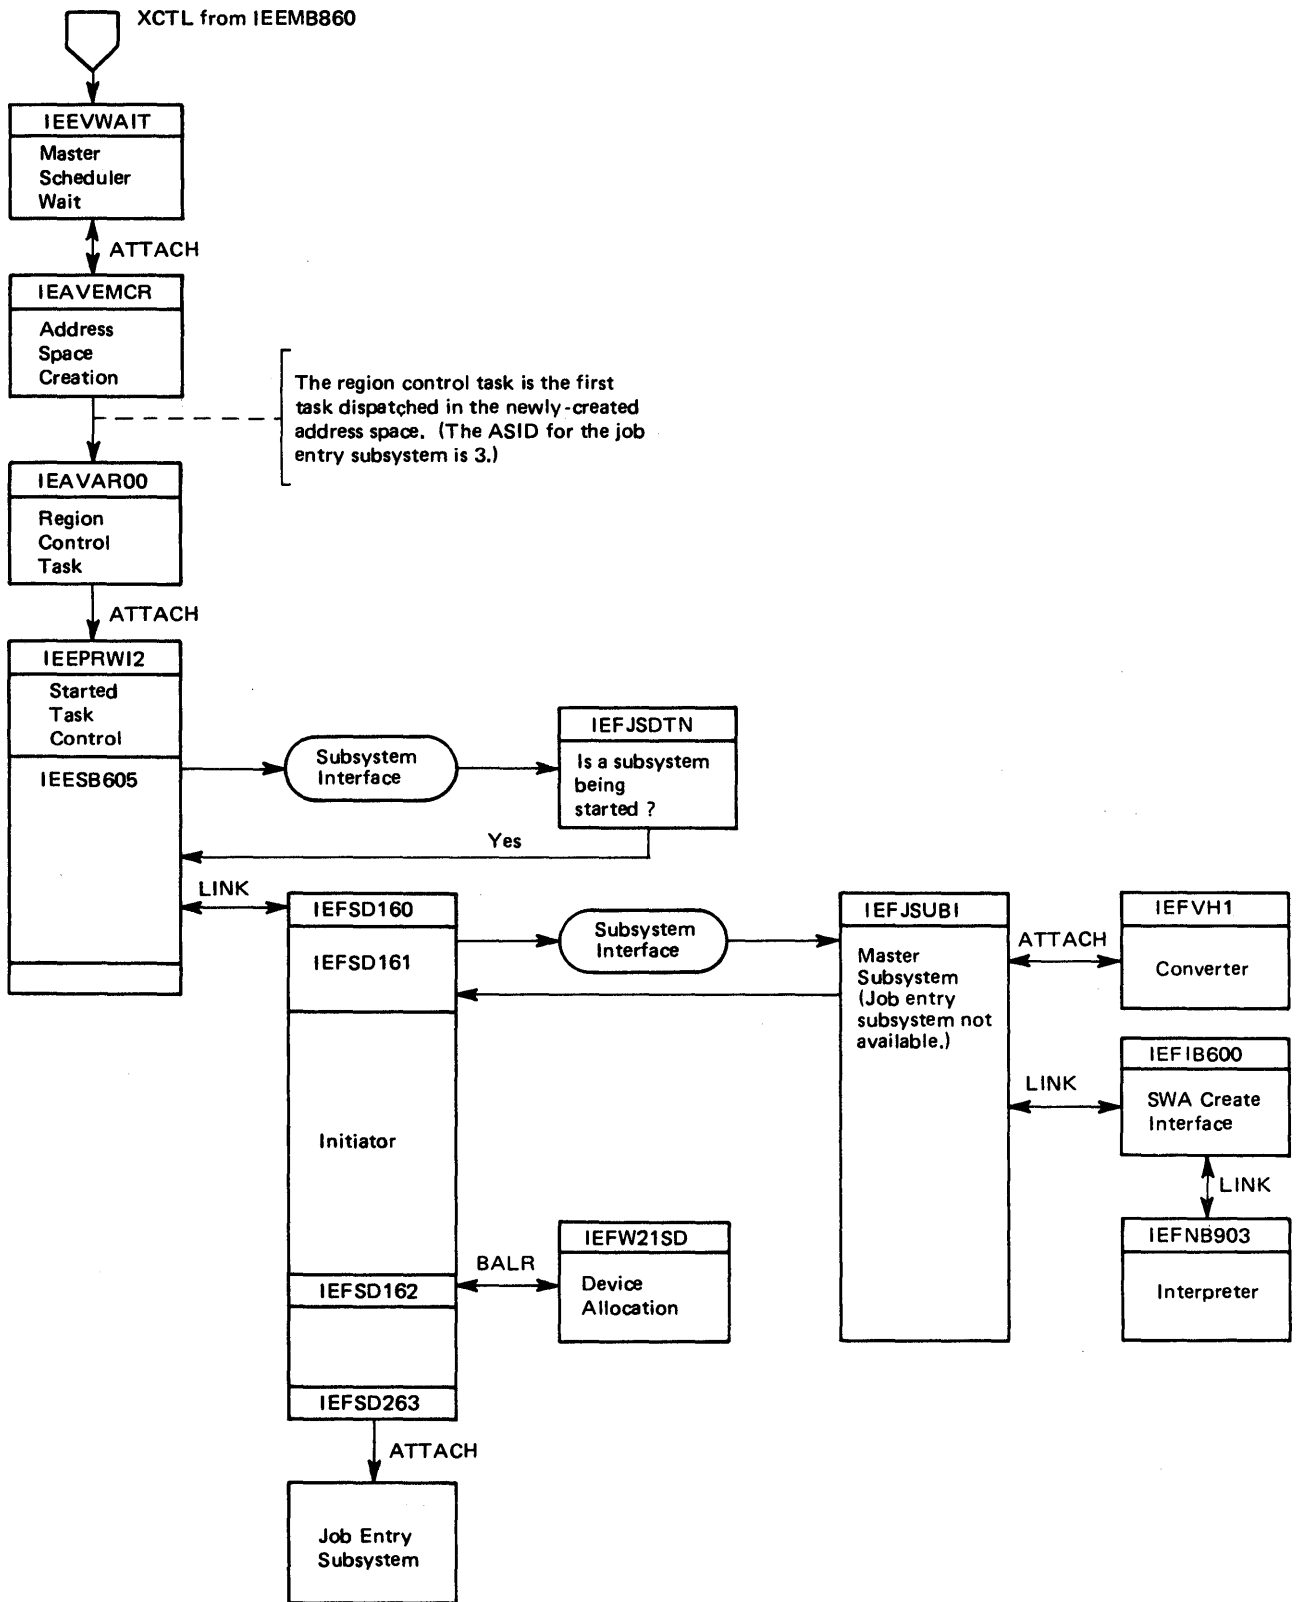 XCTL from IEEMB860
IEEVWAIT
Master
Scheduler
Wait
ATTACH
IEAVEMCR
Address
Space
Creation
The region control task is the first
task dispatched in the newly-created
address space. (The ASID for the job
entry subsystem is 3.)
IEAVAR00
Region
Control
Task
ATTACH
IEEPRWI2
Started
Task
Control
IEESB605
Subsystem
Interface
IEFJSDTN
Is a subsystem
being
started ?
Yes
LINK
IEFSD160
IEFSD161
Subsystem
Interface
IEFJSUBI
Master
Subsystem
(Job entry
subsystem not
available.)
ATTACH
IEFVH1
Converter
LINK
IEFIB600
SWA Create
Interface
LINK
IEFNB903
Interpreter
Initiator
BALR
IEFW21SD
Device
Allocation
IEFSD162
IEFSD263
ATTACH
Job Entry
Subsystem